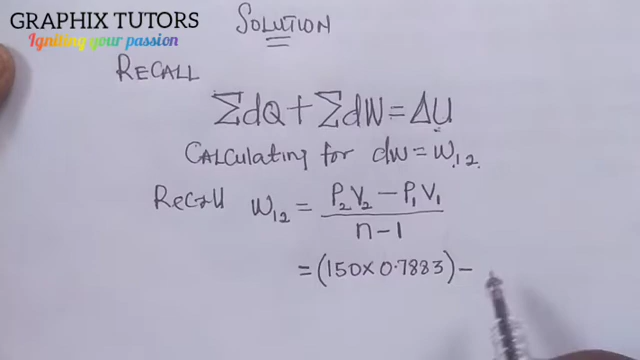 GRAPHIX TUTORS
Igniting your passion
SOLUTION
RECALL
ΣdQ + ΣdW = ΔU
CALCULATING for dW = W₁₂.
Recall W₁₂ = (P₂V₂ − P₁V₁) / (n − 1)
= (150 × 0.7883) −